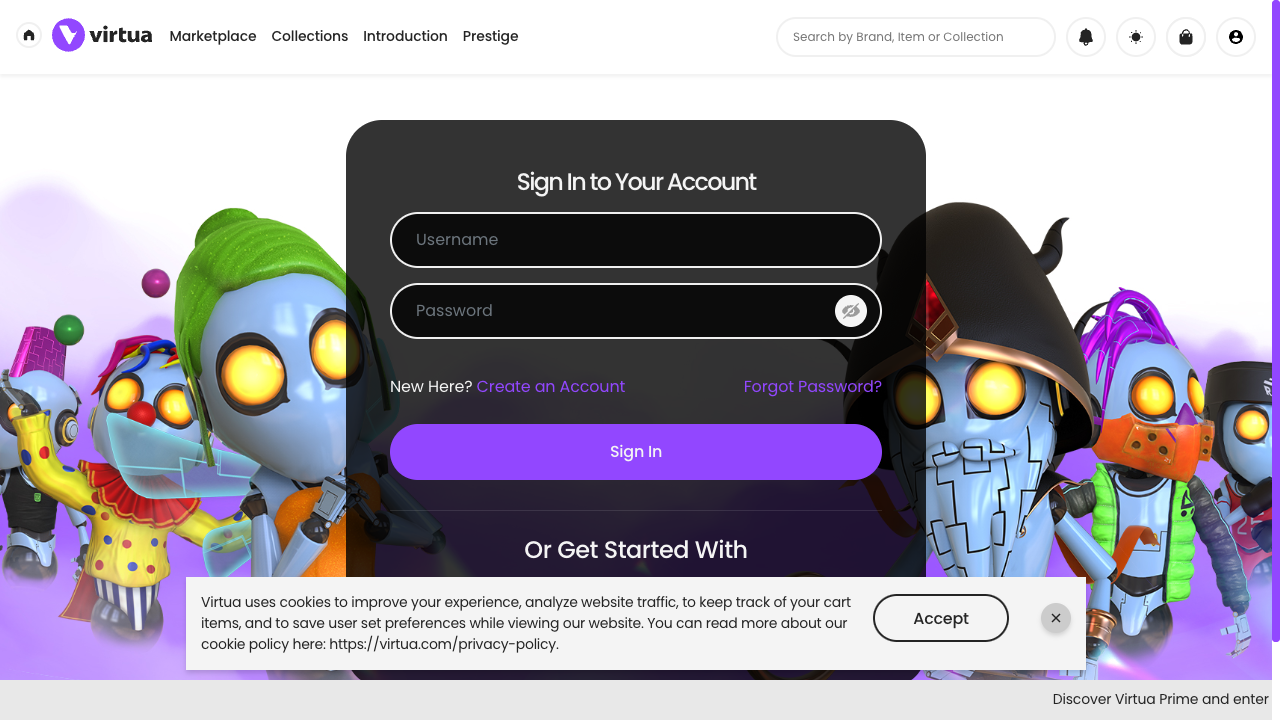 virtua Marketplace Collections Introduction Prestige Search by Brand, Item or Collection
Sign In to Your Account
Username
Password
New Here? Create an Account Forgot Password?
Sign In
Or Get Started With
Virtua uses cookies to improve your experience, analyze website traffic, to keep track of your cart
items, and to save user set preferences while viewing our website. You can read more about our
cookie policy here: https://virtua.com/privacy-policy.
Accept
Discover Virtua Prime and enter